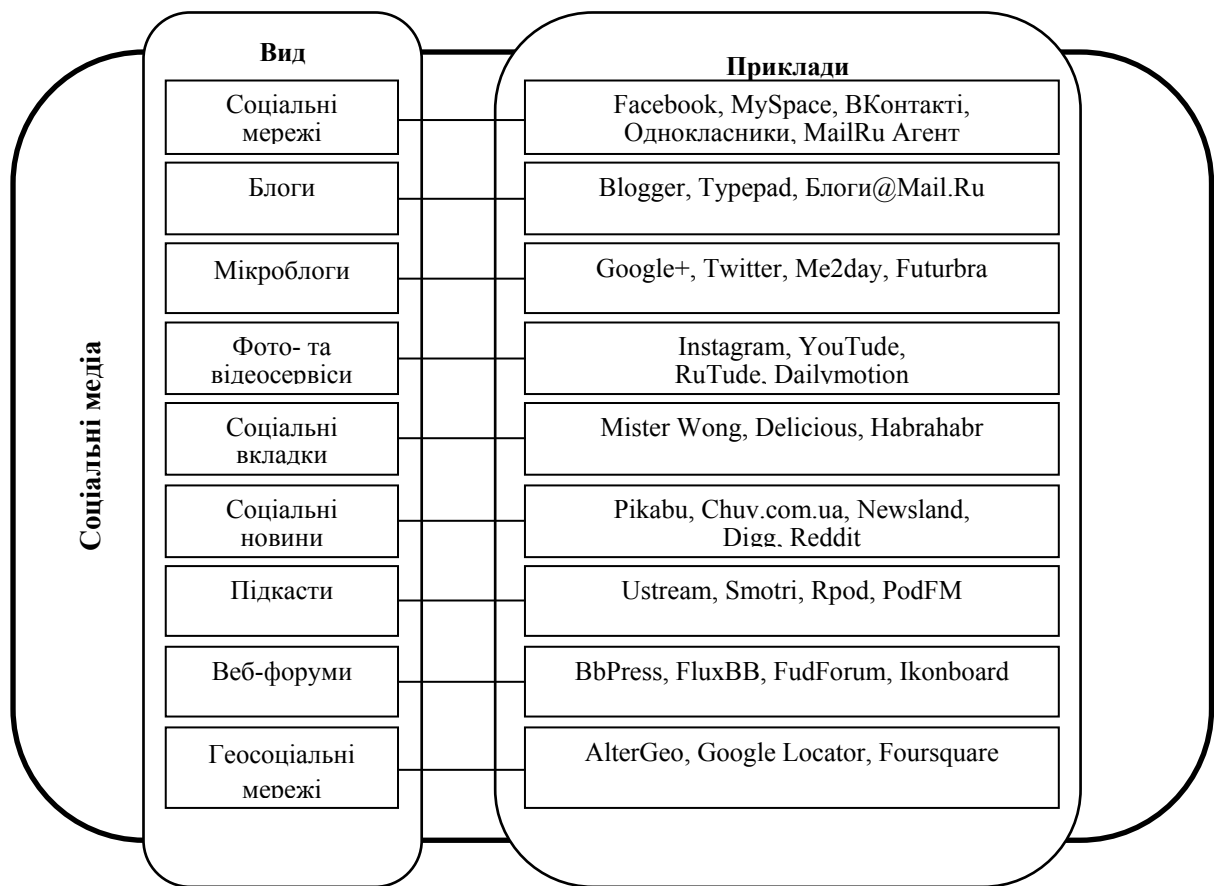 Соціальні медіа
Вид
Приклади
Соціальні
мережі
Facebook, MySpace, ВКонтакті,
Однокласники, MailRu Агент
Блоги
Blogger, Typepad, Блоги@Mail.Ru
Мікроблоги
Google+, Twitter, Me2day, Futurbra
Фото- та
відеосервіси
Instagram, YouTude,
RuTude, Dailymotion
Соціальні
вкладки
Mister Wong, Delicious, Habrahabr
Соціальні
новини
Pikabu, Chuv.com.ua, Newsland,
Digg, Reddit
Підкасти
Ustream, Smotri, Rpod, PodFM
Веб-форуми
BbPress, FluxBB, FudForum, Ikonboard
Геосоціальні
мережі
AlterGeo, Google Locator, Foursquare